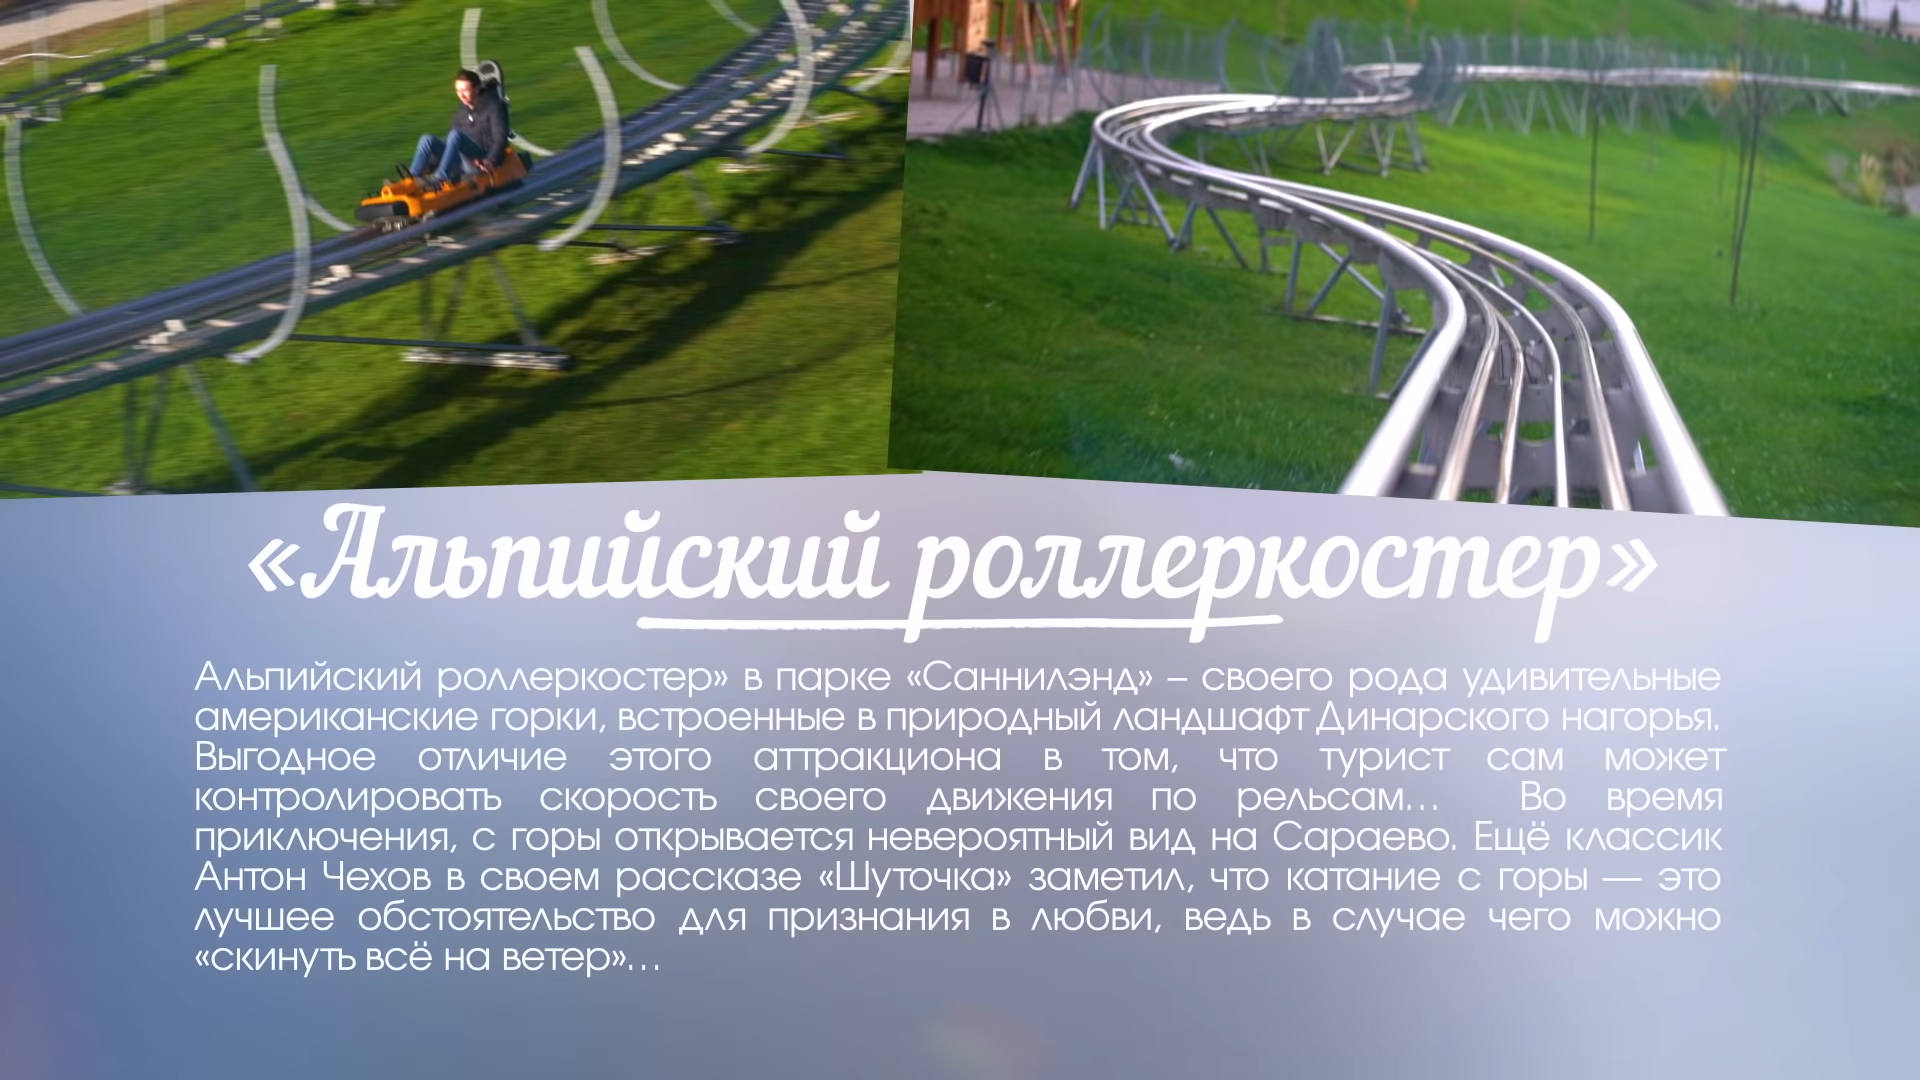 «Альпийский роллеркостер»
Альпийский роллеркостер» в парке «Саннилэнд» – своего рода удивительные
американские горки, встроенные в природный ландшафт Динарского нагорья.
Выгодное отличие этого аттракциона в том, что турист сам может
контролировать скорость своего движения по рельсам… Во время
приключения, с горы открывается невероятный вид на Сараево. Ещё классик
Антон Чехов в своем рассказе «Шуточка» заметил, что катание с горы — это
лучшее обстоятельство для признания в любви, ведь в случае чего можно
«скинуть всё на ветер»…